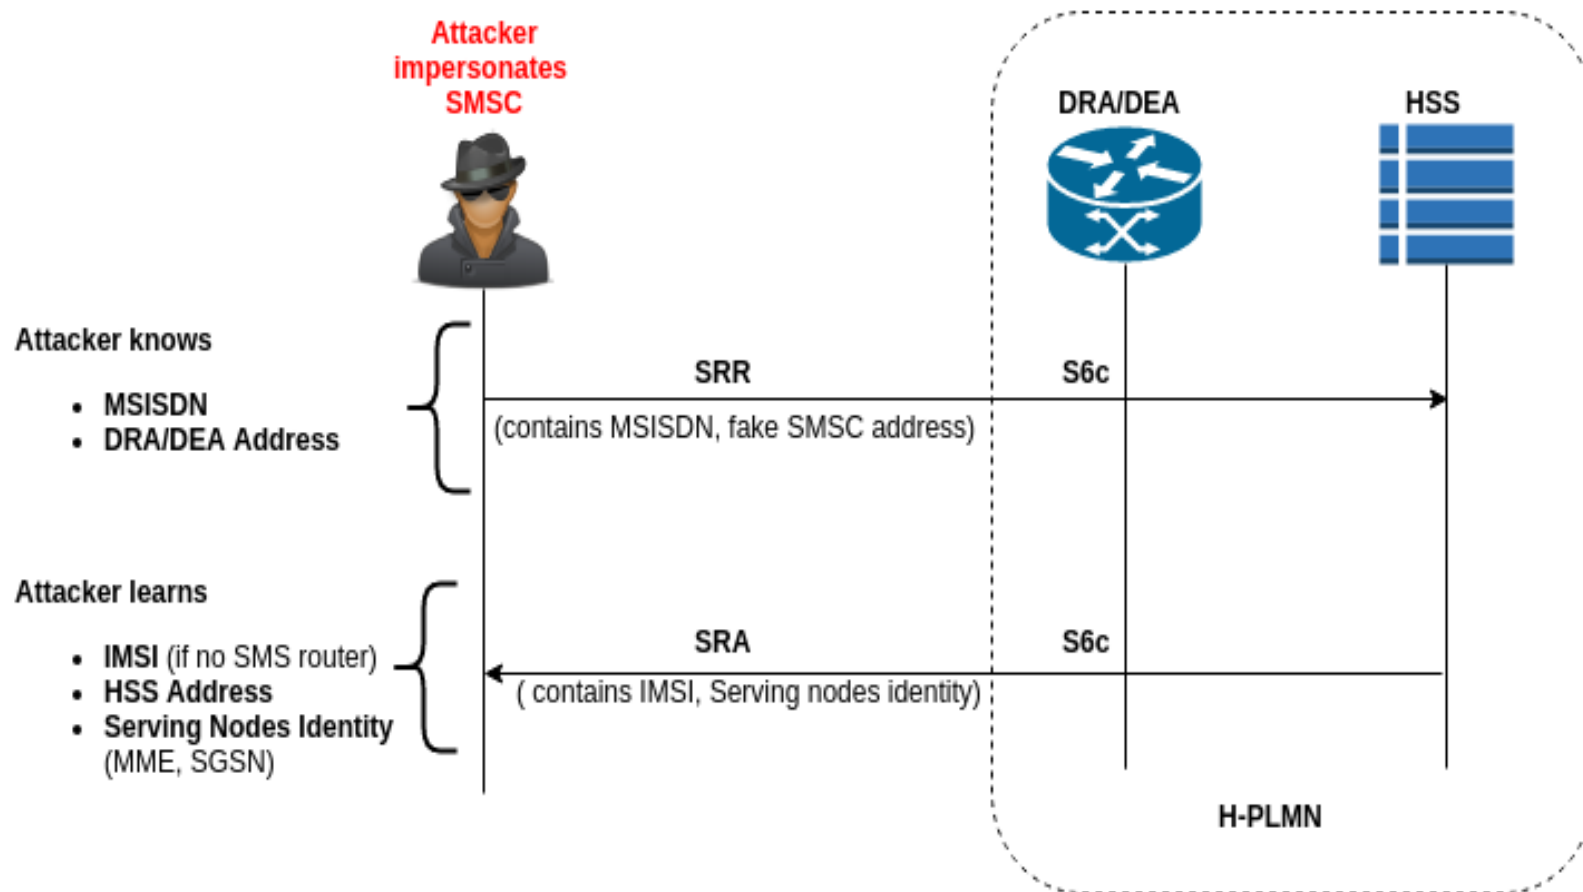 Attacker
impersonates
SMSC
DRA/DEA
HSS
Attacker knows
• MSISDN
• DRA/DEA Address
SRR
S6c
(contains MSISDN, fake SMSC address)
Attacker learns
• IMSI (if no SMS router)
• HSS Address
• Serving Nodes Identity
(MME, SGSN)
SRA
S6c
( contains IMSI, Serving nodes identity)
H-PLMN